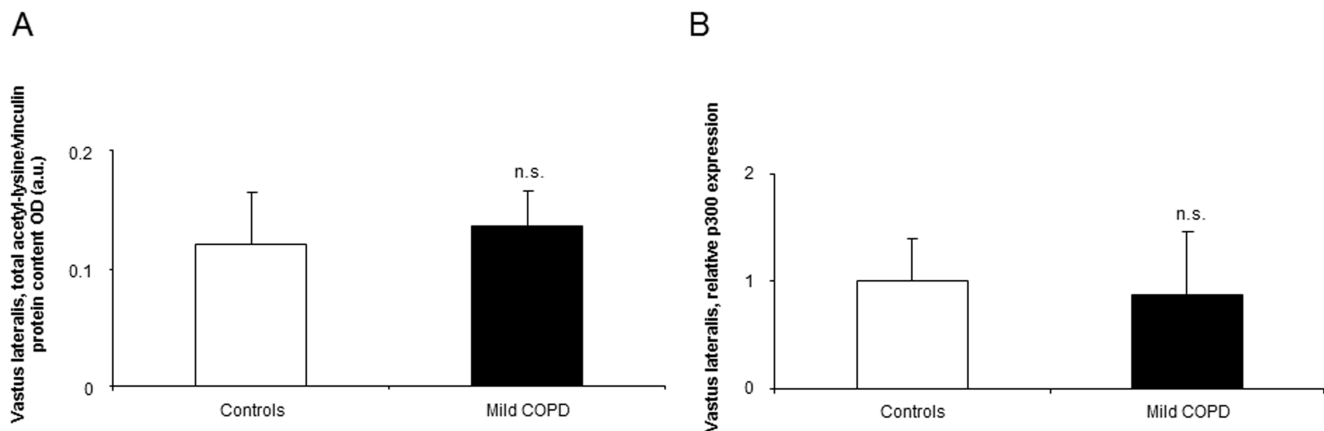 A
Vastus lateralis, total acetyl-lysine/vinculin
protein content OD (a.u.)
0.2
0.1
0
n.s.
Controls
Mild COPD
B
Vastus lateralis, relative p300 expression
2
1
0
n.s.
Controls
Mild COPD